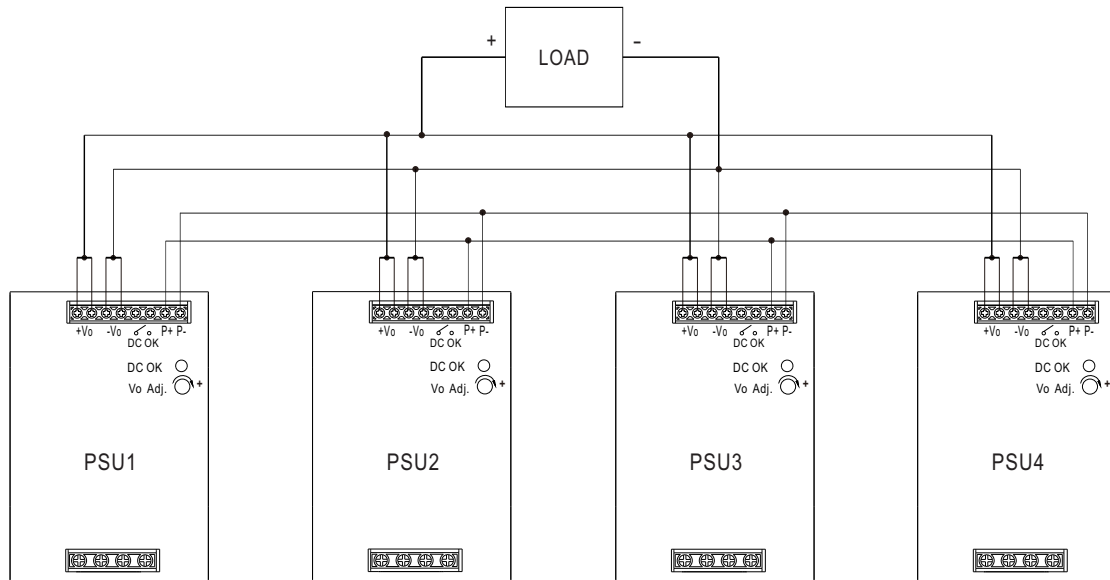 + LOAD -
+Vo -Vo P+ P-
DC OK
DC OK
Vo Adj. +
PSU1
+Vo -Vo P+ P-
DC OK
DC OK
Vo Adj. +
PSU2
+Vo -Vo P+ P-
DC OK
DC OK
Vo Adj. +
PSU3
+Vo -Vo P+ P-
DC OK
DC OK
Vo Adj. +
PSU4